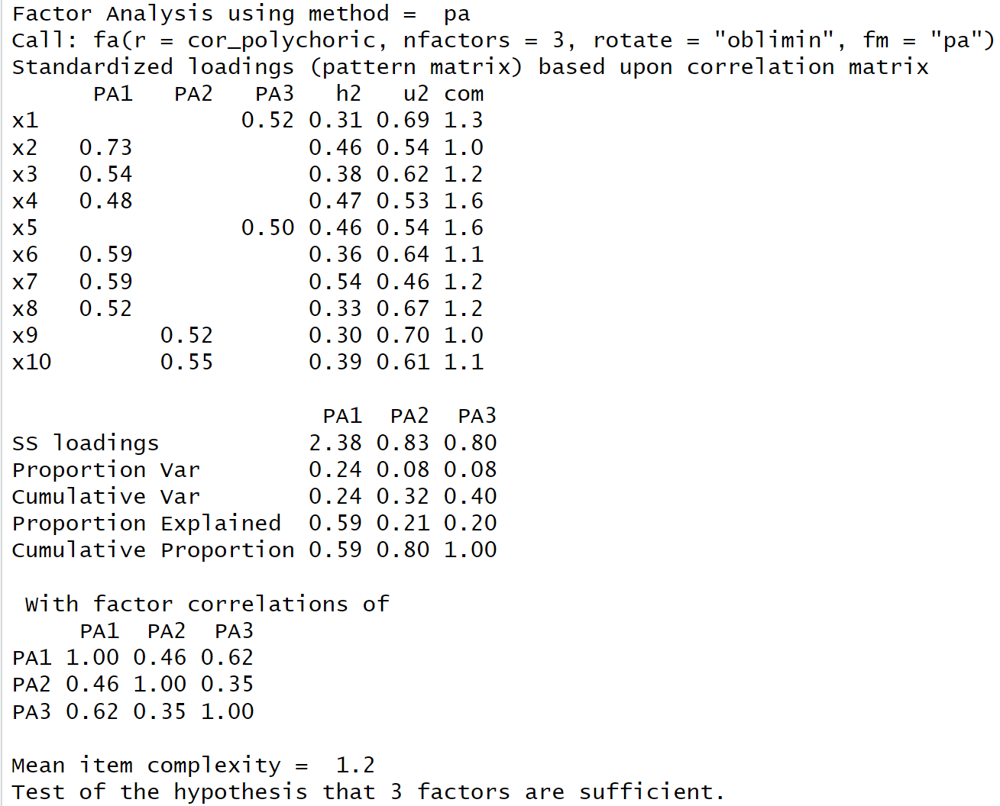 Factor Analysis using method =  pa
Call: fa(r = cor_polychoric, nfactors = 3, rotate = "oblimin", fm = "pa")
Standardized loadings (pattern matrix) based upon correlation matrix
      PA1   PA2   PA3   h2   u2 com
x1                 0.52 0.31 0.69 1.3
x2   0.73             0.46 0.54 1.0
x3   0.54             0.38 0.62 1.2
x4   0.48             0.47 0.53 1.6
x5                 0.50 0.46 0.54 1.6
x6   0.59             0.36 0.64 1.1
x7   0.59             0.54 0.46 1.2
x8   0.52             0.33 0.67 1.2
x9         0.52       0.30 0.70 1.0
x10        0.55       0.39 0.61 1.1

                       PA1  PA2  PA3
SS loadings           2.38 0.83 0.80
Proportion Var        0.24 0.08 0.08
Cumulative Var        0.24 0.32 0.40
Proportion Explained  0.59 0.21 0.20
Cumulative Proportion 0.59 0.80 1.00

 With factor correlations of
     PA1  PA2  PA3
PA1 1.00 0.46 0.62
PA2 0.46 1.00 0.35
PA3 0.62 0.35 1.00

Mean item complexity =  1.2
Test of the hypothesis that 3 factors are sufficient.